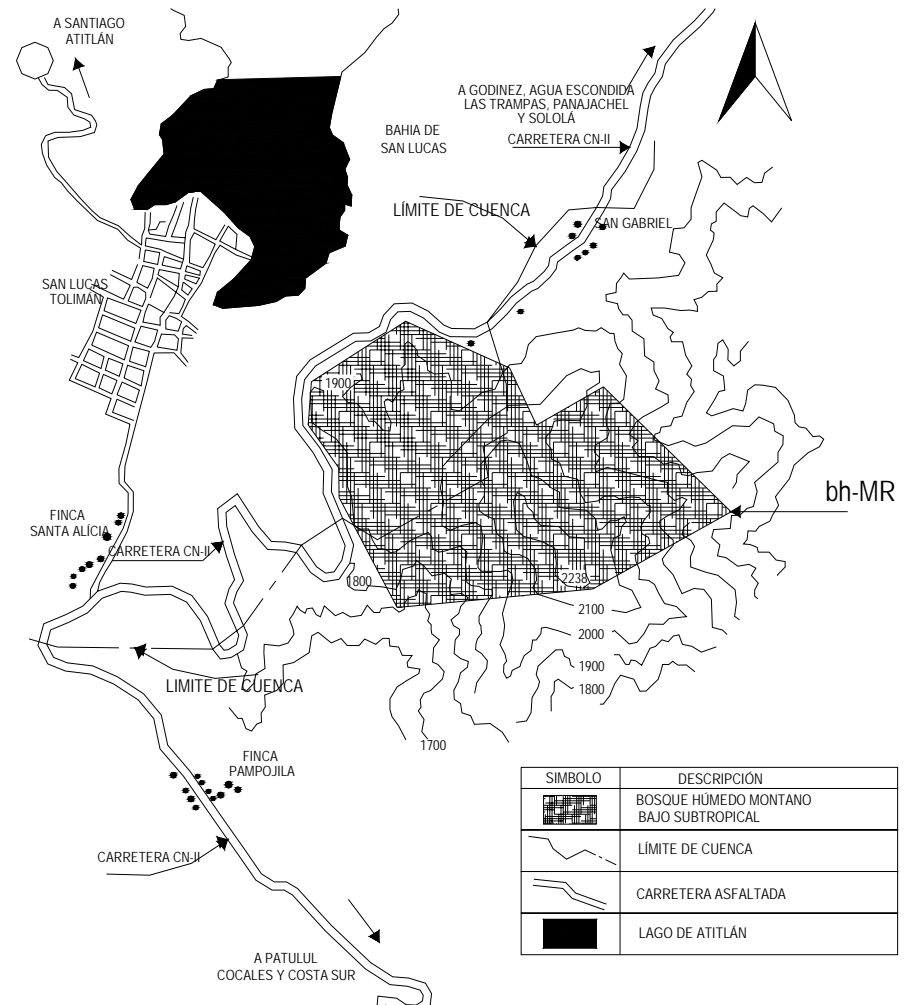 A SANTIAGO
ATITLÁN
A GODINEZ, AGUA ESCONDIDA
LAS TRAMPAS, PANAJACHEL
Y SOLOLÁ
CARRETERA CN-II
BAHIA DE
SAN LUCAS
LÍMITE DE CUENCA
SAN GABRIEL
SAN LUCAS
TOLIMÁN
1900
bh-MR
FINCA
SANTA ALÍCIA
CARRETERA CN-II
1800
2238
2100
2000
1900
1800
1700
LIMITE DE CUENCA
FINCA
PAMPOJILA
CARRETERA CN-II
A PATULUL
COCALES Y COSTA SUR
SIMBOLO
DESCRIPCIÓN
BOSQUE HÚMEDO MONTANO
BAJO SUBTROPICAL
LÍMITE DE CUENCA
CARRETERA ASFALTADA
LAGO DE ATITLÁN